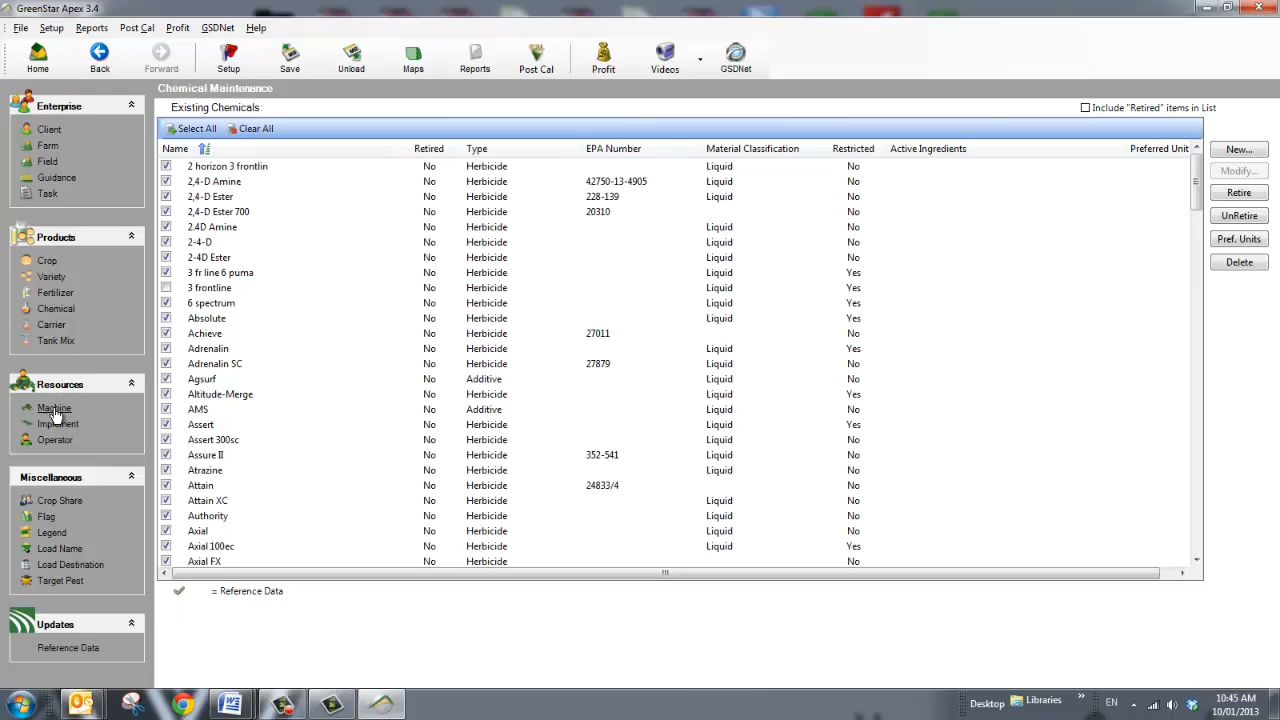 GreenStar Apex 3.4
File Setup Reports Post Cal Profit GSDNet Help
Home Back Forward Setup Save Unload Maps Reports Post Cal Profit Videos GSDNet
Enterprise
Client
Farm
Field
Guidance
Task
Products
Crop
Variety
Fertilizer
Chemical
Carrier
Tank Mix
Resources
Machine
Implement
Operator
Miscellaneous
Crop Share
Flag
Legend
Load Name
Load Destination
Target Pest
Updates
Reference Data
Chemical Maintenance
Existing Chemicals:
Include "Retired" items in List
Select All Clear All
Name Retired Type EPA Number Material Classification Restricted Active Ingredients Preferred Unit
2 horizon 3 frontlin No Herbicide Liquid No
2,4-D Amine No Herbicide 42750-13-4905 Liquid No
2,4-D Ester No Herbicide 228-139 Liquid No
2,4-D Ester 700 No Herbicide 20310 No
2.4D Amine No Herbicide Liquid No
2-4-D No Herbicide Liquid No
2-4D Ester No Herbicide Liquid No
3 fr line 6 puma No Herbicide Liquid Yes
3 frontline No Herbicide Liquid Yes
6 spectrum No Herbicide Liquid Yes
Absolute No Herbicide Liquid Yes
Achieve No Herbicide 27011 No
Adrenalin No Herbicide Liquid Yes
Adrenalin SC No Herbicide 27879 Liquid No
Agsurf No Additive Liquid No
Altitude-Merge No Herbicide Liquid Yes
AMS No Additive Liquid No
Assert No Herbicide Liquid Yes
Assert 300sc No Herbicide Liquid No
Assure II No Herbicide 352-541 Liquid No
Atrazine No Herbicide Liquid No
Attain No Herbicide 24833/4 No
Attain XC No Herbicide Liquid No
Authority No Herbicide Liquid No
Axial No Herbicide Liquid No
Axial 100ec No Herbicide Liquid Yes
Axial FX No Herbicide No
= Reference Data
New...
Modify...
Retire
UnRetire
Pref. Units
Delete
Desktop Libraries » EN
10:45 AM
10/01/2013